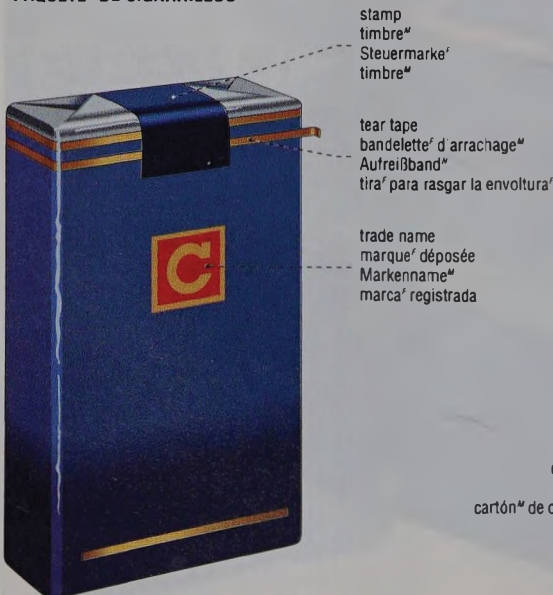 stamp
timbreᴹ
Steuermarkeᶠ
timbreᴹ
tear tape
bandeletteᶠ d'arrachageᴹ
Aufreißbandᴺ
tiraᶠ para rasgar la envolturaᶠ
trade name
marqueᶠ déposée
Markennameᴹ
marcaᶠ registrada
C
cartónᴹ de